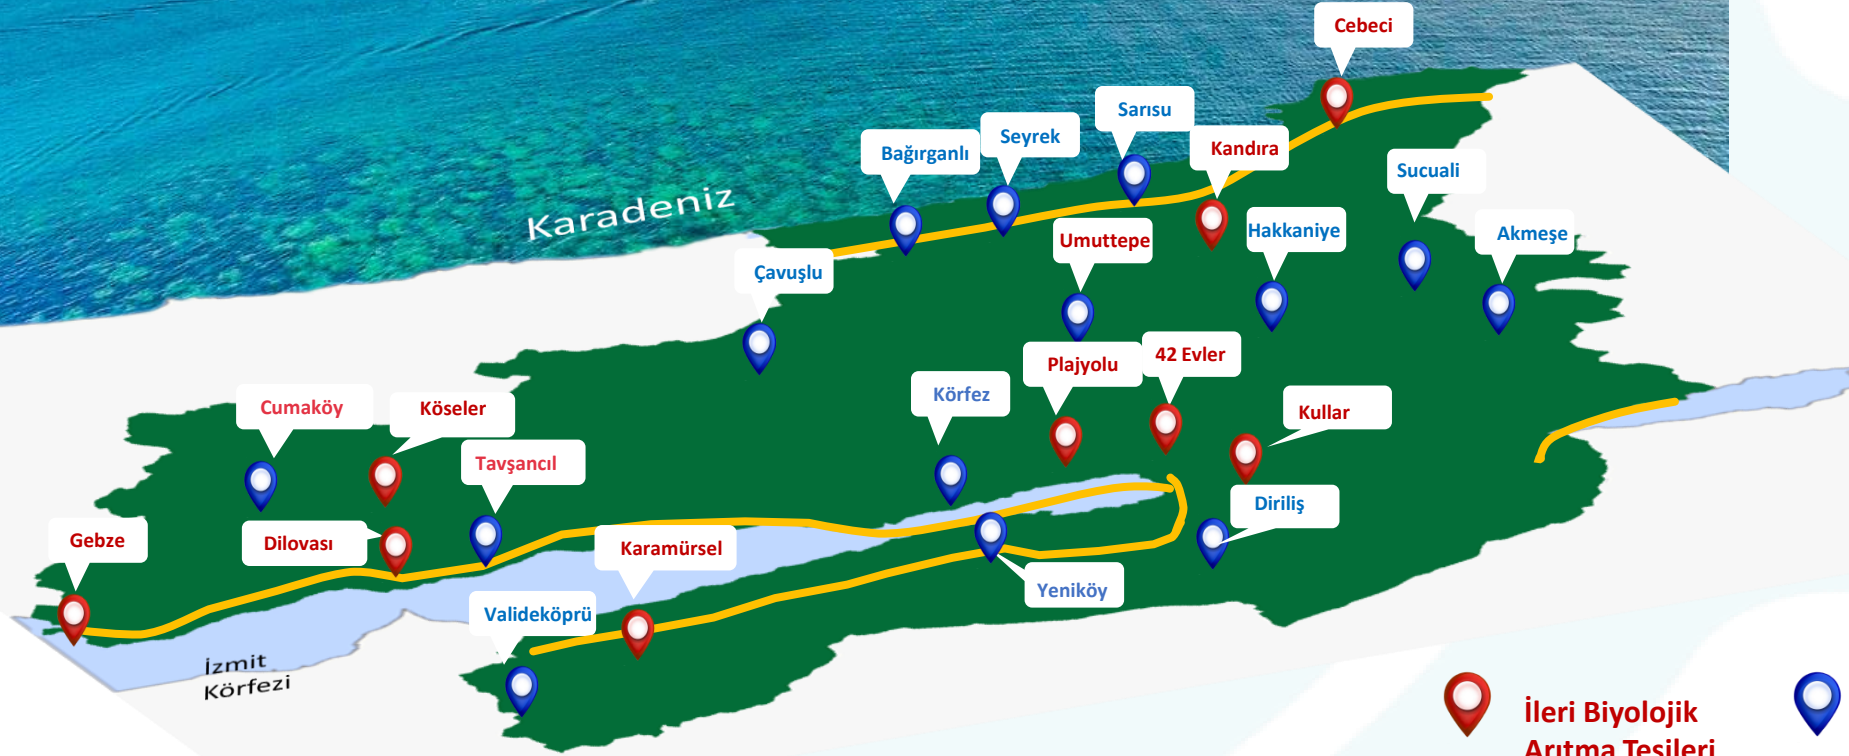 Cebeci
Sarısu
Seyrek
Kandıra
Bağırganlı
Sucuali
Karadeniz
Umuttepe
Hakkaniye
Akmeşe
Çavuşlu
42 Evler
Plajyolu
Körfez
Cumaköy
Köseler
Kullar
Tavşancıl
Diriliş
Gebze
Dilovası
Karamürsel
Yeniköy
Valideköprü
İzmit
Körfezi
İleri Biyolojik
Arıtma Tesileri